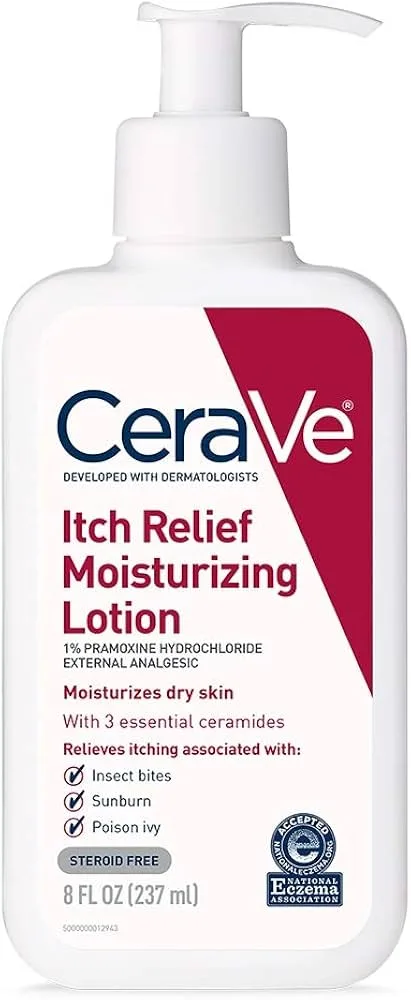 CeraVe®
DEVELOPED WITH DERMATOLOGISTS
Itch Relief
Moisturizing
Lotion
1% PRAMOXINE HYDROCHLORIDE
EXTERNAL ANALGESIC
Moisturizes dry skin
With 3 essential ceramides
Relieves itching associated with:
Insect bites
Sunburn
Poison ivy
STEROID FREE
8 FL OZ (237 ml)
5000000012943
ACCEPTED
NATIONALECZEMA.ORG
NATIONAL
Eczema
ASSOCIATION